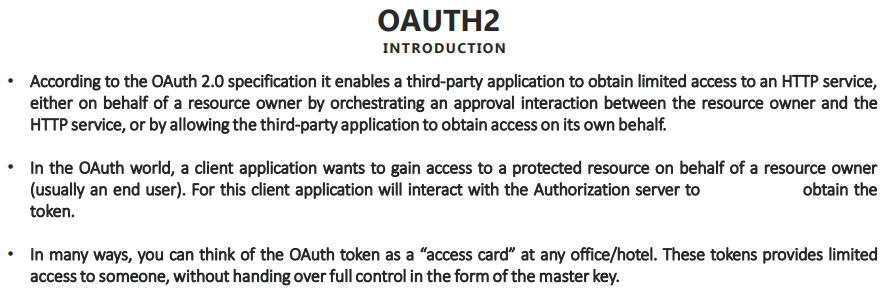 OAUTH2
INTRODUCTION
• According to the OAuth 2.0 specification it enables a third-party application to obtain limited access to an HTTP service,
either on behalf of a resource owner by orchestrating an approval interaction between the resource owner and the
HTTP service, or by allowing the third-party application to obtain access on its own behalf.
• In the OAuth world, a client application wants to gain access to a protected resource on behalf of a resource owner
(usually an end user). For this client application will interact with the Authorization server to obtain the
token.
• In many ways, you can think of the OAuth token as a “access card” at any office/hotel. These tokens provides limited
access to someone, without handing over full control in the form of the master key.